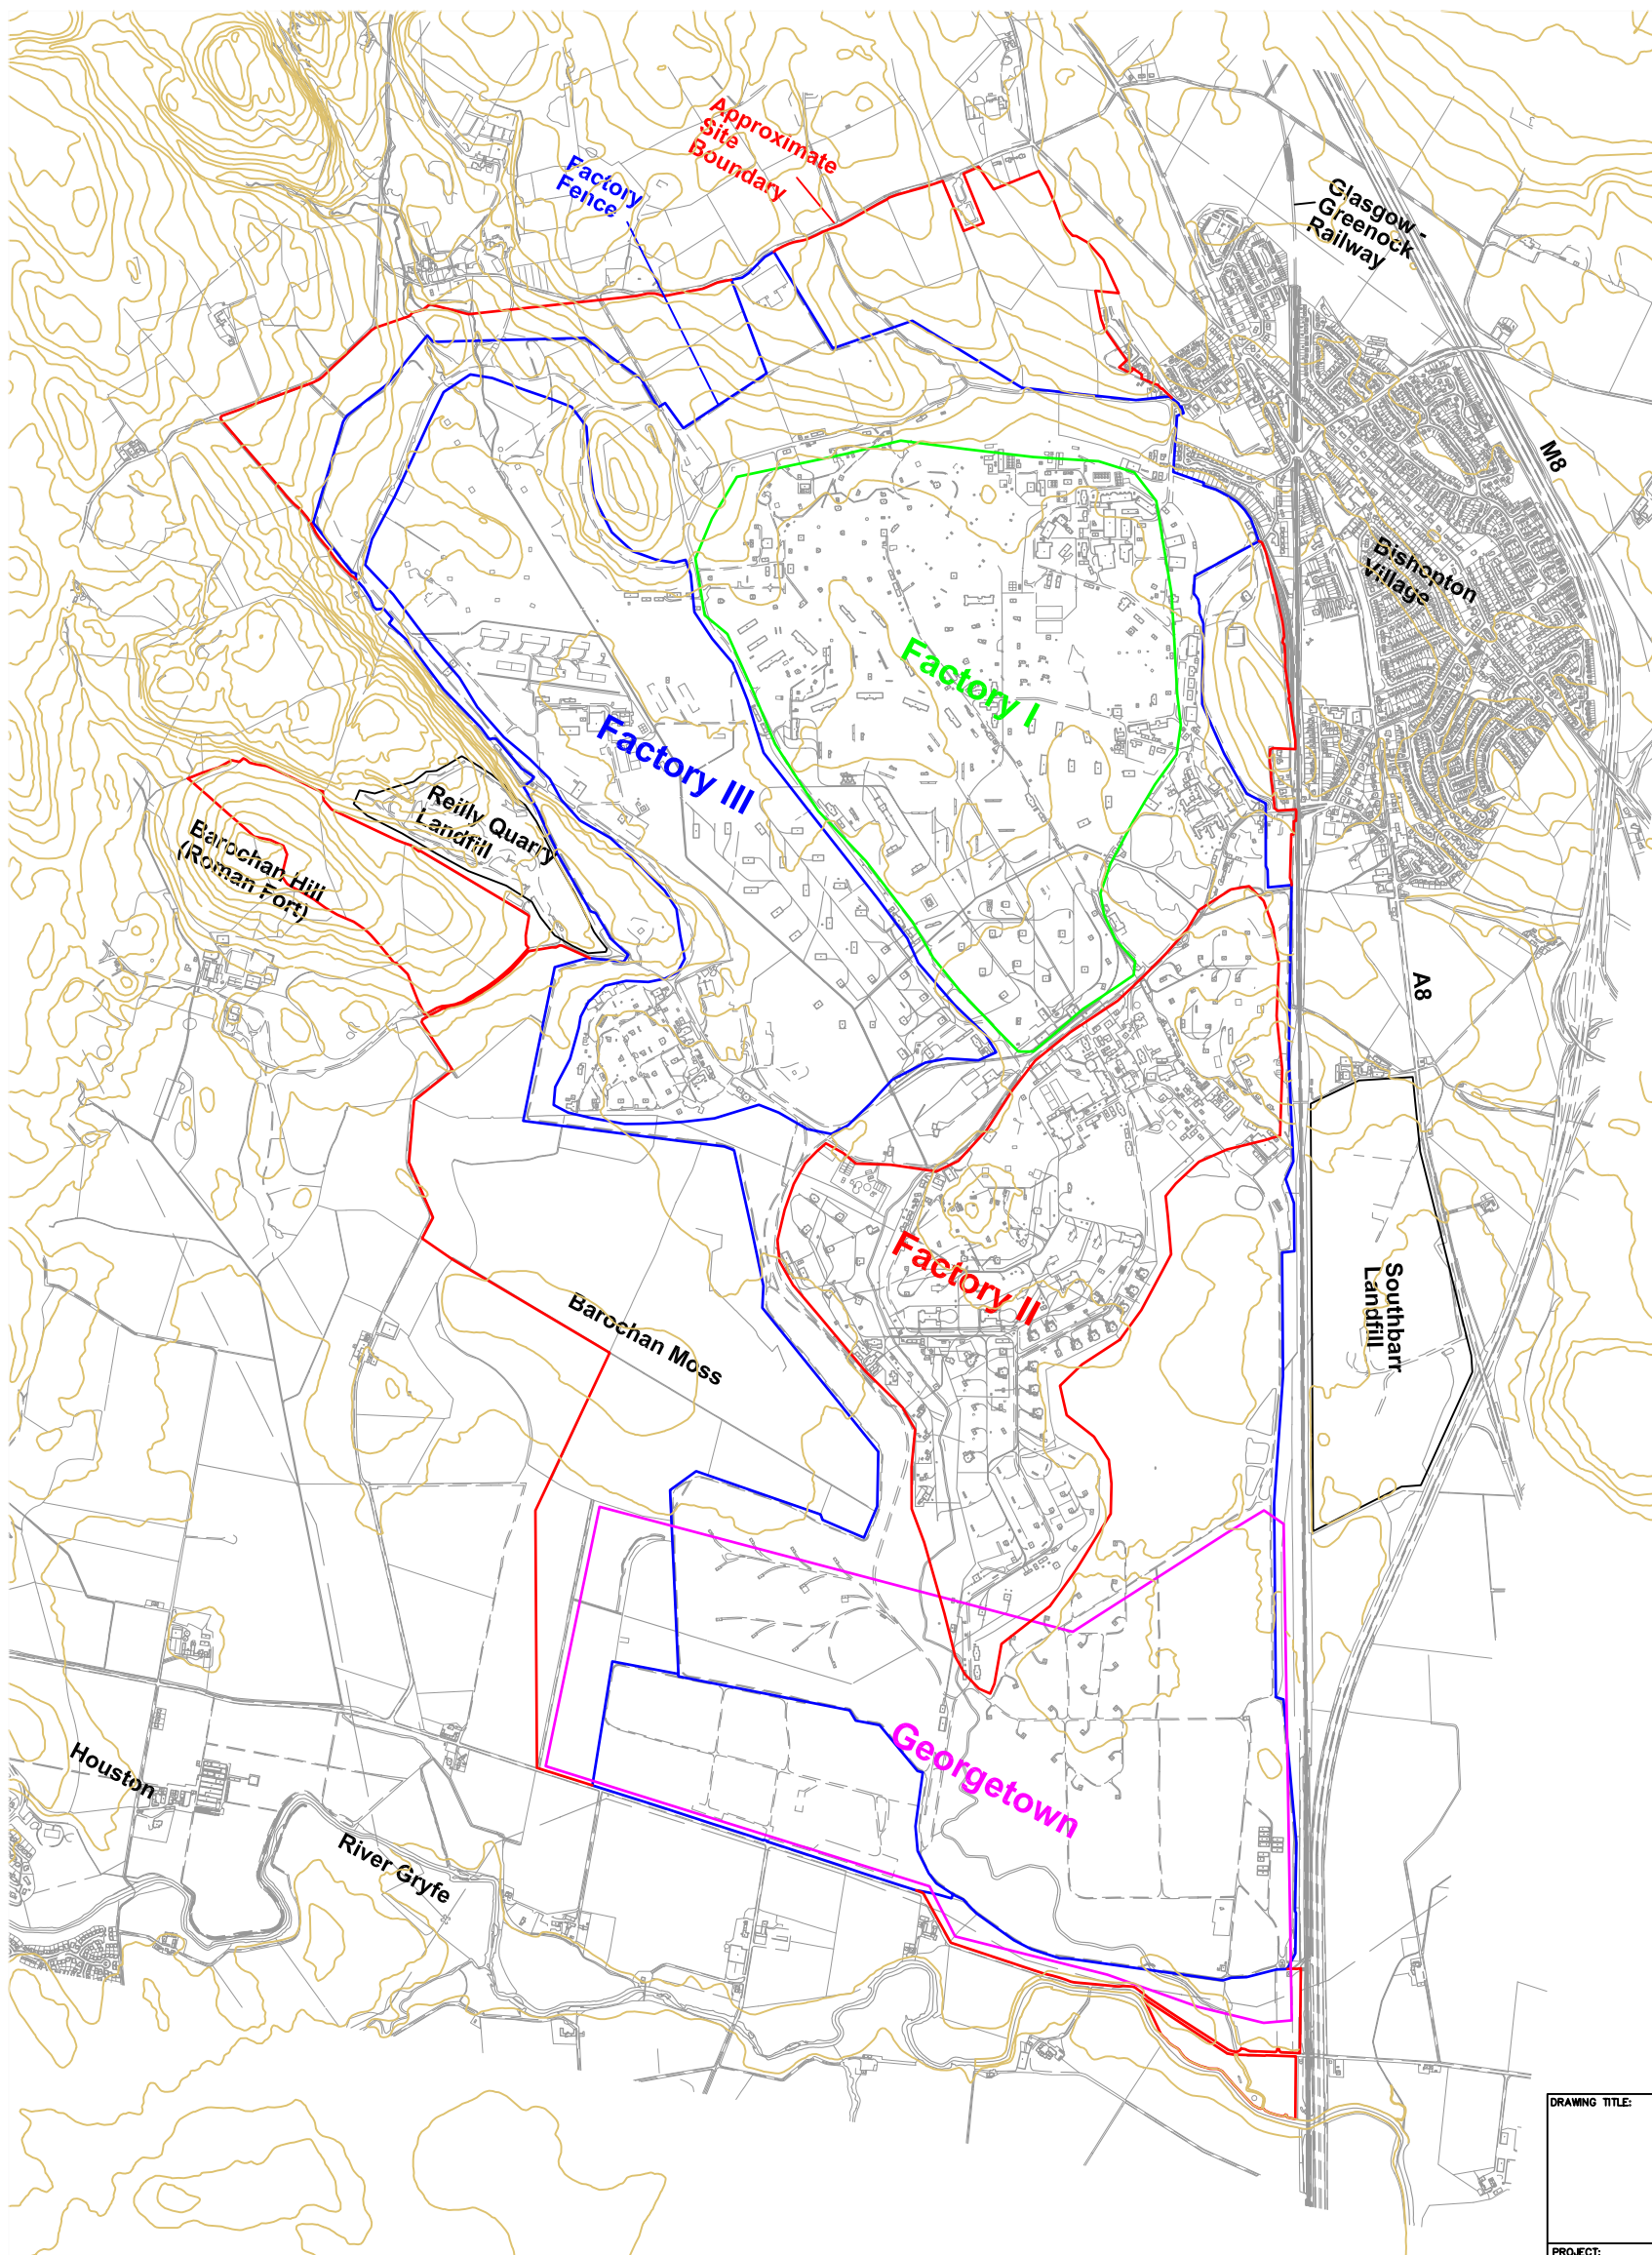 Approximate
Site
Boundary
Factory
Fence
Glasgow -
Greenock
Railway
M8
Bishopton
Village
Factory I
Factory III
Reilly Quarry
Landfill
Barochan Hill
(Roman Fort)
A8
Factory II
Southbarr
Landfill
Barochan Moss
Georgetown
Houston
River Gryfe
DRAWING TITLE:
PROJECT: